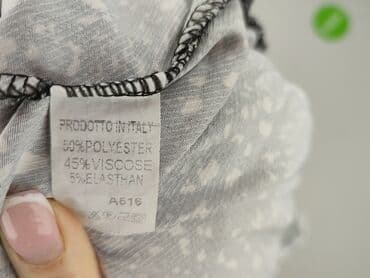 PRODOTTO IN ITALY
50%POLYESTER
45%VISCOSE
5%ELASTHAN
A616